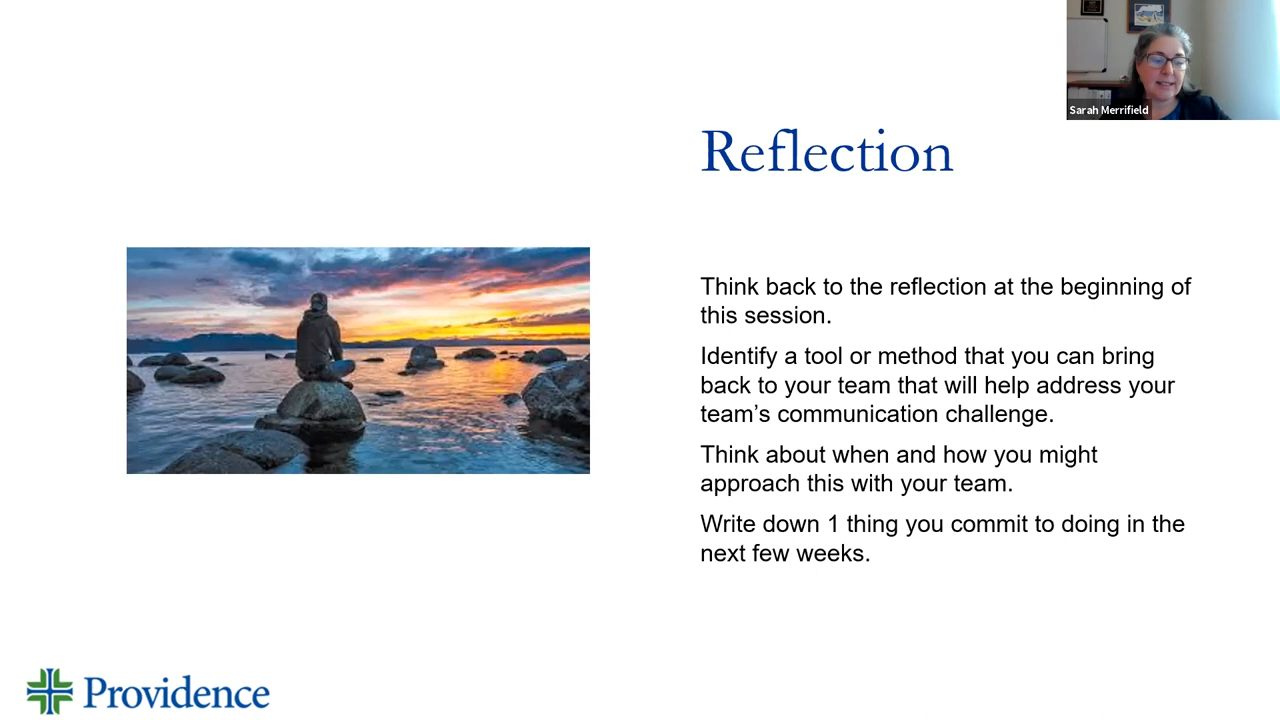 Sarah Merrifield
Reflection
Think back to the reflection at the beginning of
this session.
Identify a tool or method that you can bring
back to your team that will help address your
team’s communication challenge.
Think about when and how you might
approach this with your team.
Write down 1 thing you commit to doing in the
next few weeks.
Providence